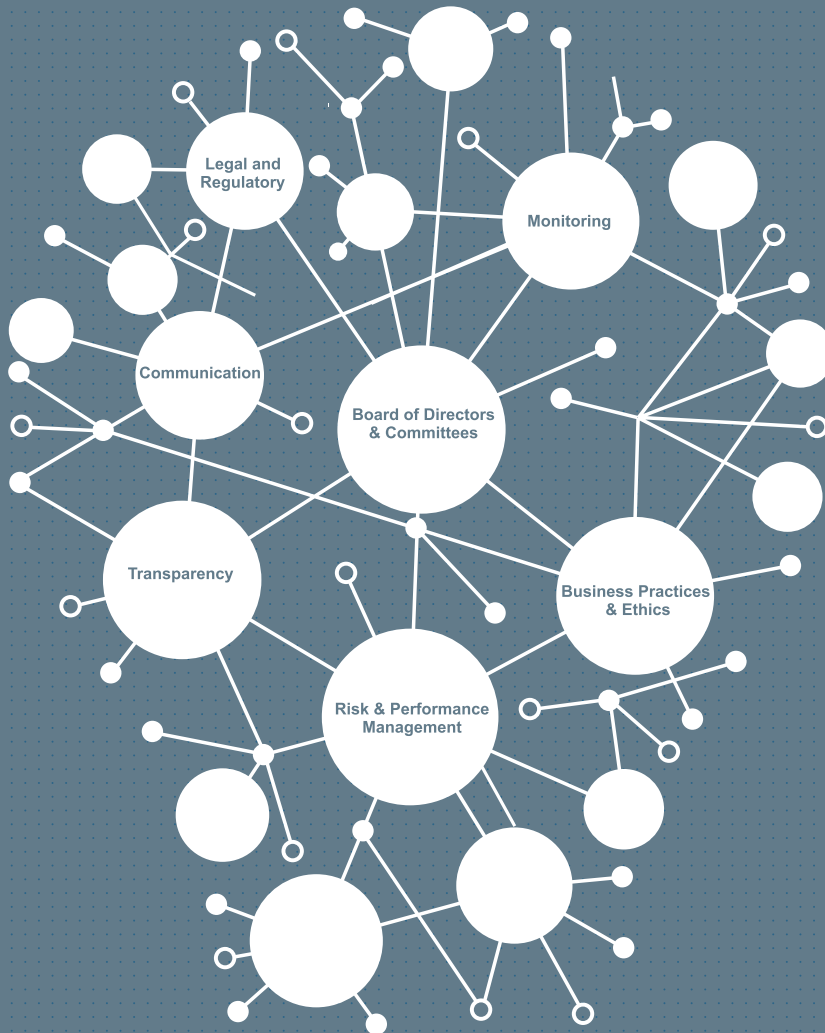 Legal and
Regulatory
Monitoring
Communication
Board of Directors
& Committees
Transparency
Business Practices
& Ethics
Risk & Performance
Management